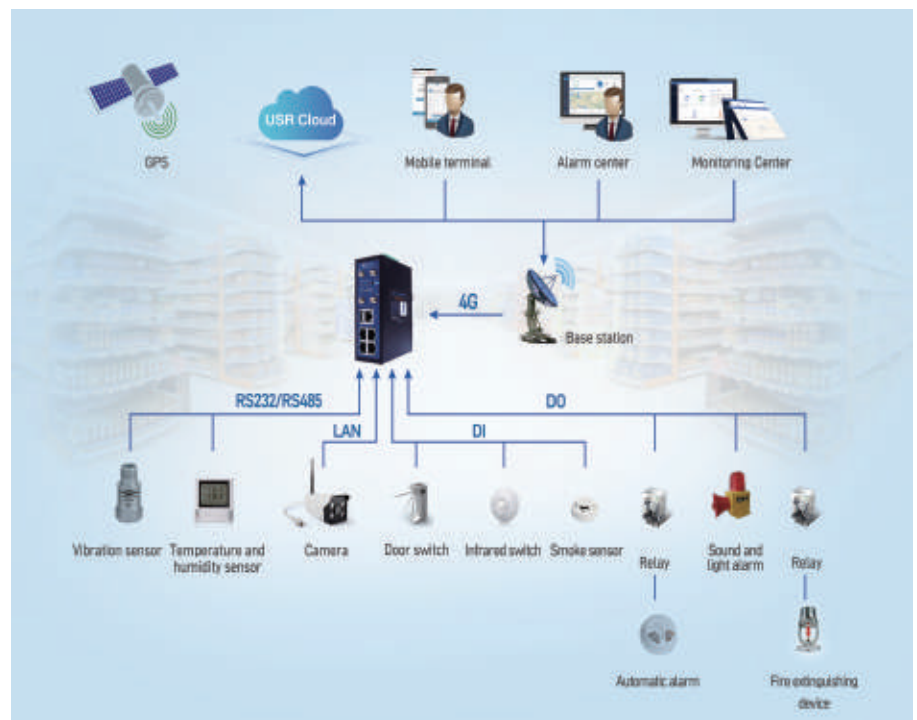 GPS
USR Cloud
Mobile terminal
Alarm center
Monitoring Center
4G
Base station
RS232/RS485
DO
LAN
DI
Vibration sensor
Temperature and
humidity sensor
Camera
Door switch
Infrared switch
Smoke sensor
Relay
Sound and
light alarm
Relay
Automatic alarm
Fire extinguishing
device